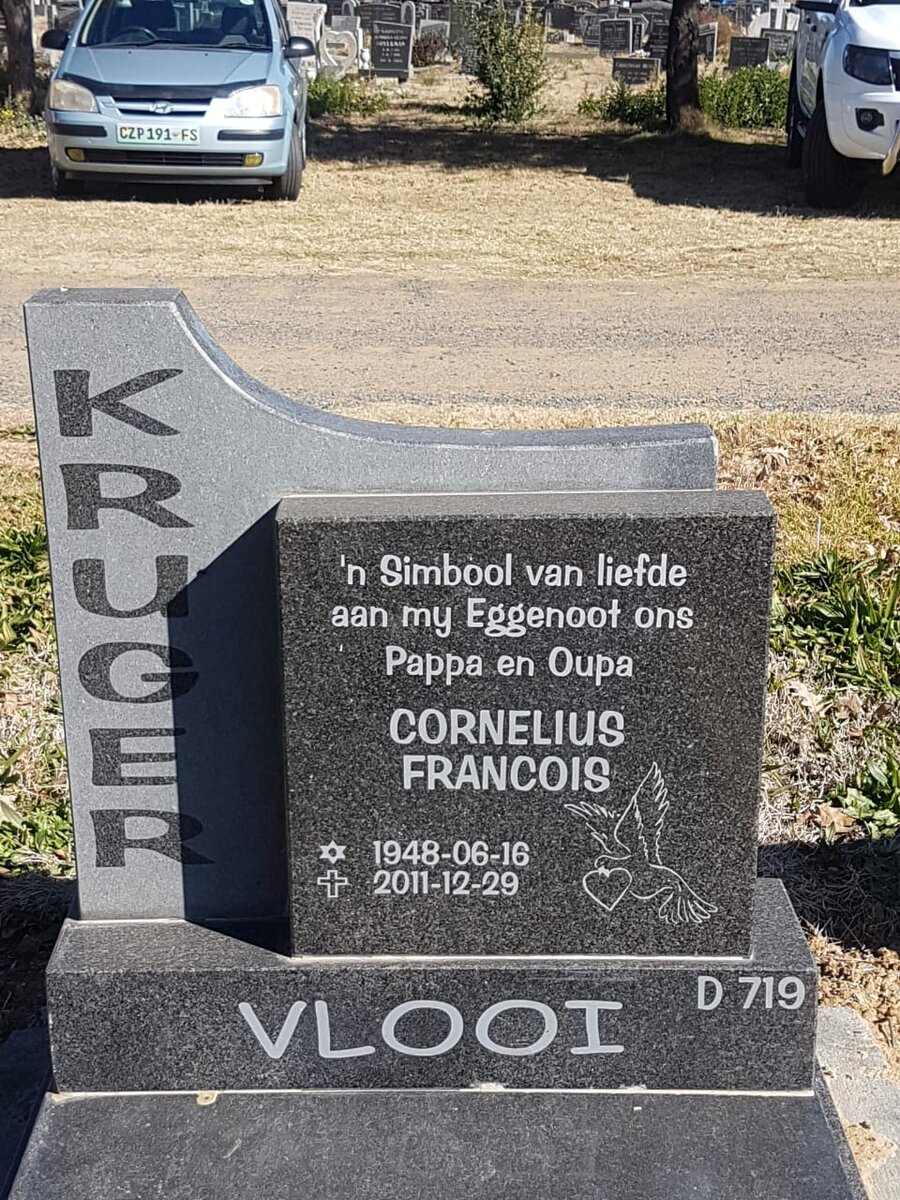 CZP 191 FS
KRUGER
'n Simbool van liefde
aan my Eggenoot ons
Pappa en Oupa
CORNELIUS
FRANCOIS
1948-06-16
2011-12-29
D 719
VLOOI